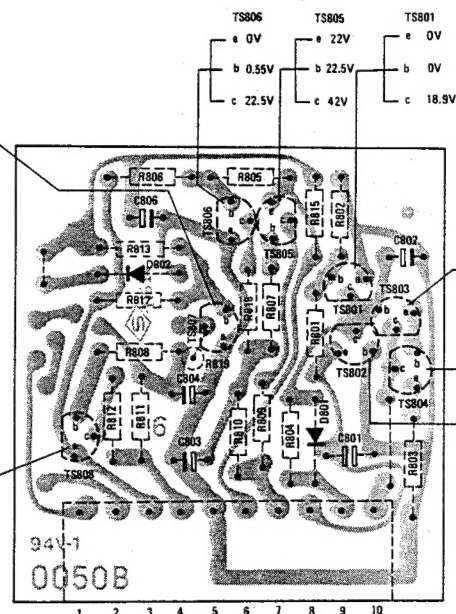 TS806 TS805 TS801
e 0V e 22V e 0V
b 0.55V b 22.5V b 0V
c 22.5V c 42V c 18.9V
R806 R805
C806 TS806 TS805 R815 R802
R813 C802
D802
R817 R818 R807 TS801 TS803
TS807 R801
R808 R819 TS802
C804 TS804
R812 R811 6 R810 R809 R804 D801
TS808 C803 C801 R803
94V-1
0050B
1 2 3 4 5 6 7 8 9 10